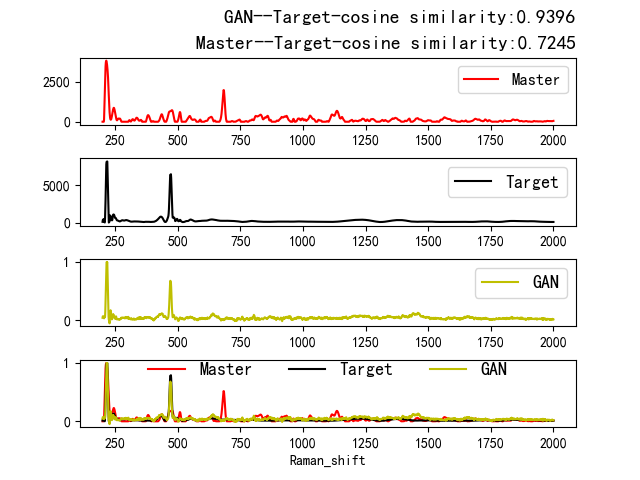 GAN--Target-cosine similarity:0.9396
Master--Target-cosine similarity:0.7245
2500
0
Master
250 500 750 1000 1250 1500 1750 2000
5000
0
Target
250 500 750 1000 1250 1500 1750 2000
1
0
GAN
250 500 750 1000 1250 1500 1750 2000
1
0
Master Target GAN
250 500 750 1000 1250 1500 1750 2000
Raman_shift